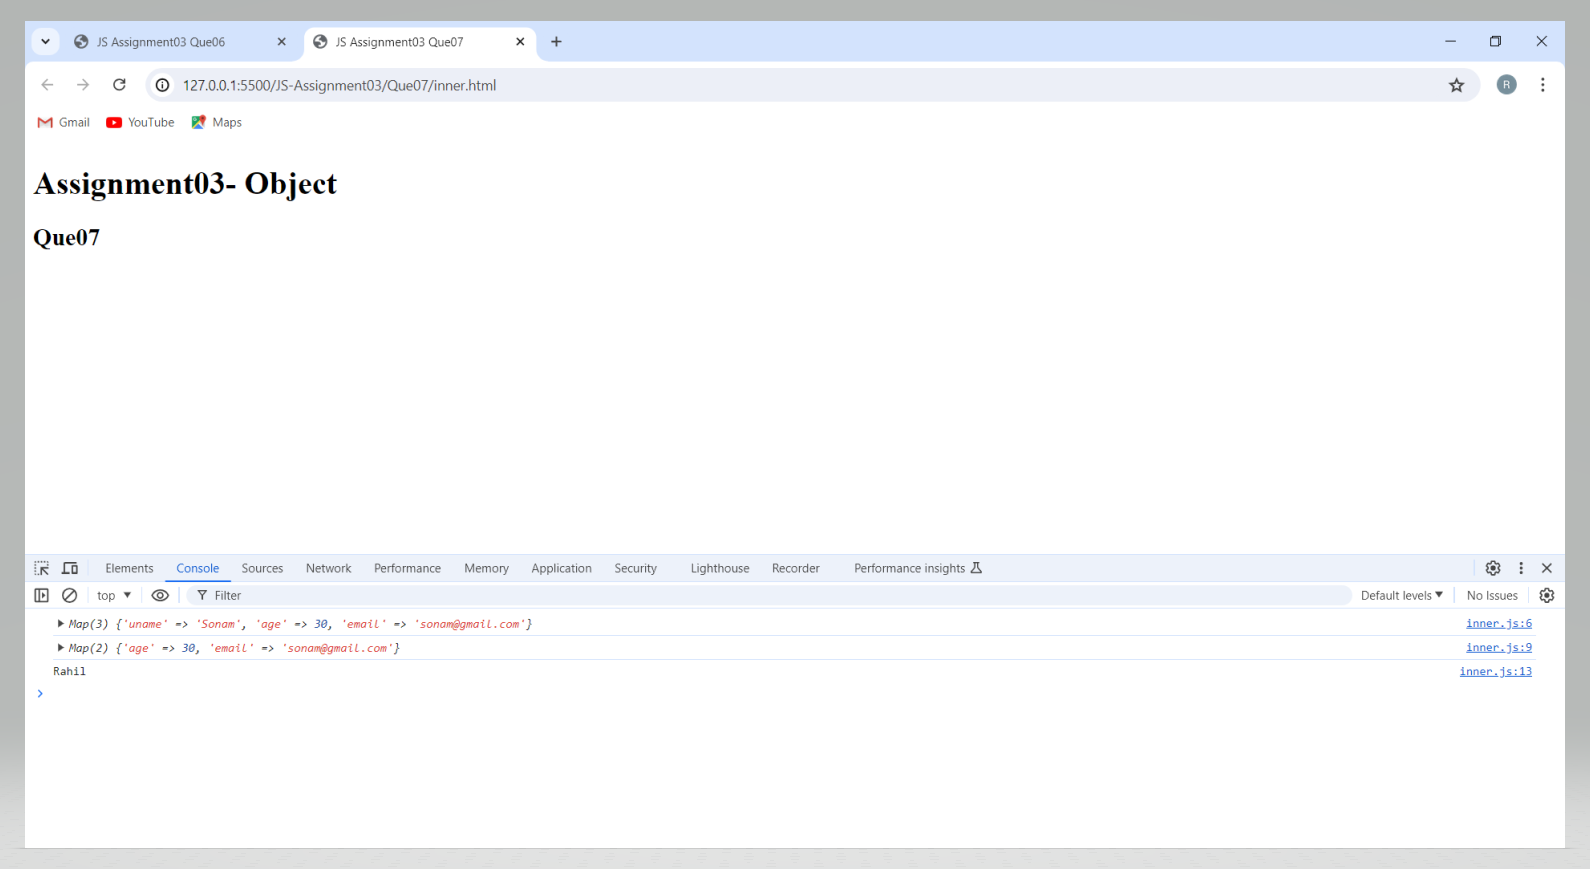 JS Assignment03 Que06
JS Assignment03 Que07
127.0.0.1:5500/JS-Assignment03/Que07/inner.html
R
Gmail YouTube Maps
Assignment03- Object
Que07
Elements Console Sources Network Performance Memory Application Security Lighthouse Recorder Performance insights
top Filter Default levels No Issues
Map(3) {'uname' => 'Sonam', 'age' => 30, 'email' => 'sonam@gmail.com'} inner.js:6
Map(2) {'age' => 30, 'email' => 'sonam@gmail.com'} inner.js:9
Rahil inner.js:13